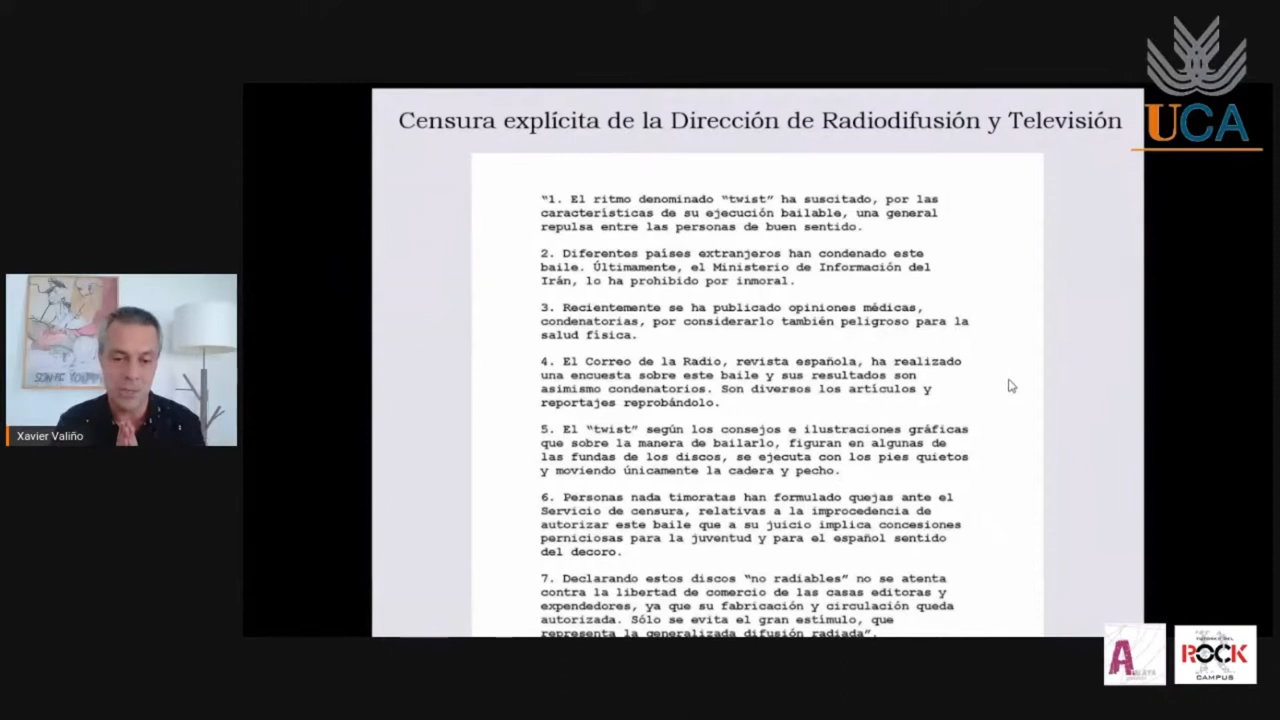 UCA
Censura explícita de la Dirección de Radiodifusión y Televisión
“1. El ritmo denominado “twist” ha suscitado, por las
características de su ejecución bailable, una general
repulsa entre las personas de buen sentido.
2. Diferentes países extranjeros han condenado este
baile. Últimamente, el Ministerio de Información del
Irán, lo ha prohibido por inmoral.
3. Recientemente se ha publicado opiniones médicas,
condenatorias, por considerarlo también peligroso para la
salud física.
4. El Correo de la Radio, revista española, ha realizado
una encuesta sobre este baile y sus resultados son
asimismo condenatorios. Son diversos los artículos y
reportajes reprobándolo.
5. El “twist” según los consejos e ilustraciones gráficas
que sobre la manera de bailarlo, figuran en algunas de
las fundas de los discos, se ejecuta con los pies quietos
y moviendo únicamente la cadera y pecho.
6. Personas nada timoratas han formulado quejas ante el
Servicio de censura, relativas a la improcedencia de
autorizar este baile que a su juicio implica concesiones
perniciosas para la juventud y para el español sentido
del decoro.
7. Declarando estos discos “no radiables” no se atenta
contra la libertad de comercio de las casas editoras y
expendedores, ya que su fabricación y circulación queda
autorizada. Sólo se evita el gran estímulo, que
representa la generalizada difusión radiada”.
Xavier Valiño
A
ROCK
CAMPUS